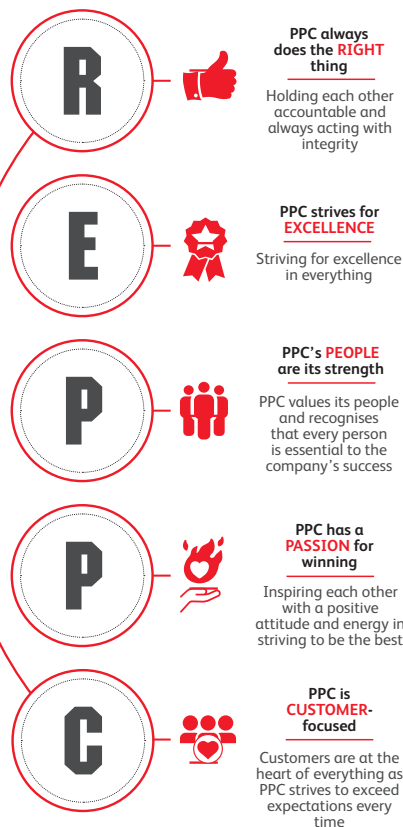 R
PPC always
does the RIGHT
thing
Holding each other
accountable and
always acting with
integrity
E
PPC strives for
EXCELLENCE
Striving for excellence
in everything
P
PPC’s PEOPLE
are its strength
PPC values its people
and recognises
that every person
is essential to the
company’s success
P
PPC has a
PASSION for
winning
Inspiring each other
with a positive
attitude and energy in
striving to be the best
C
PPC is
CUSTOMER-
focused
Customers are at the
heart of everything as
PPC strives to exceed
expectations every
time